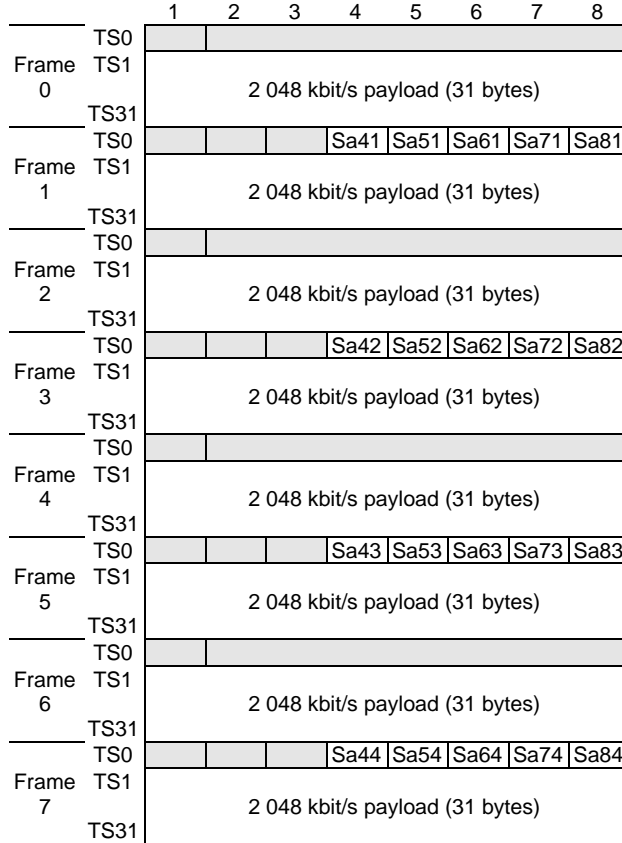 1 2 3 4 5 6 7 8
TS0
Frame 0
TS1
2 048 kbit/s payload (31 bytes)
TS31
TS0 Sa41 Sa51 Sa61 Sa71 Sa81
Frame 1
TS1
2 048 kbit/s payload (31 bytes)
TS31
TS0
Frame 2
TS1
2 048 kbit/s payload (31 bytes)
TS31
TS0 Sa42 Sa52 Sa62 Sa72 Sa82
Frame 3
TS1
2 048 kbit/s payload (31 bytes)
TS31
TS0
Frame 4
TS1
2 048 kbit/s payload (31 bytes)
TS31
TS0 Sa43 Sa53 Sa63 Sa73 Sa83
Frame 5
TS1
2 048 kbit/s payload (31 bytes)
TS31
TS0
Frame 6
TS1
2 048 kbit/s payload (31 bytes)
TS31
TS0 Sa44 Sa54 Sa64 Sa74 Sa84
Frame 7
TS1
2 048 kbit/s payload (31 bytes)
TS31